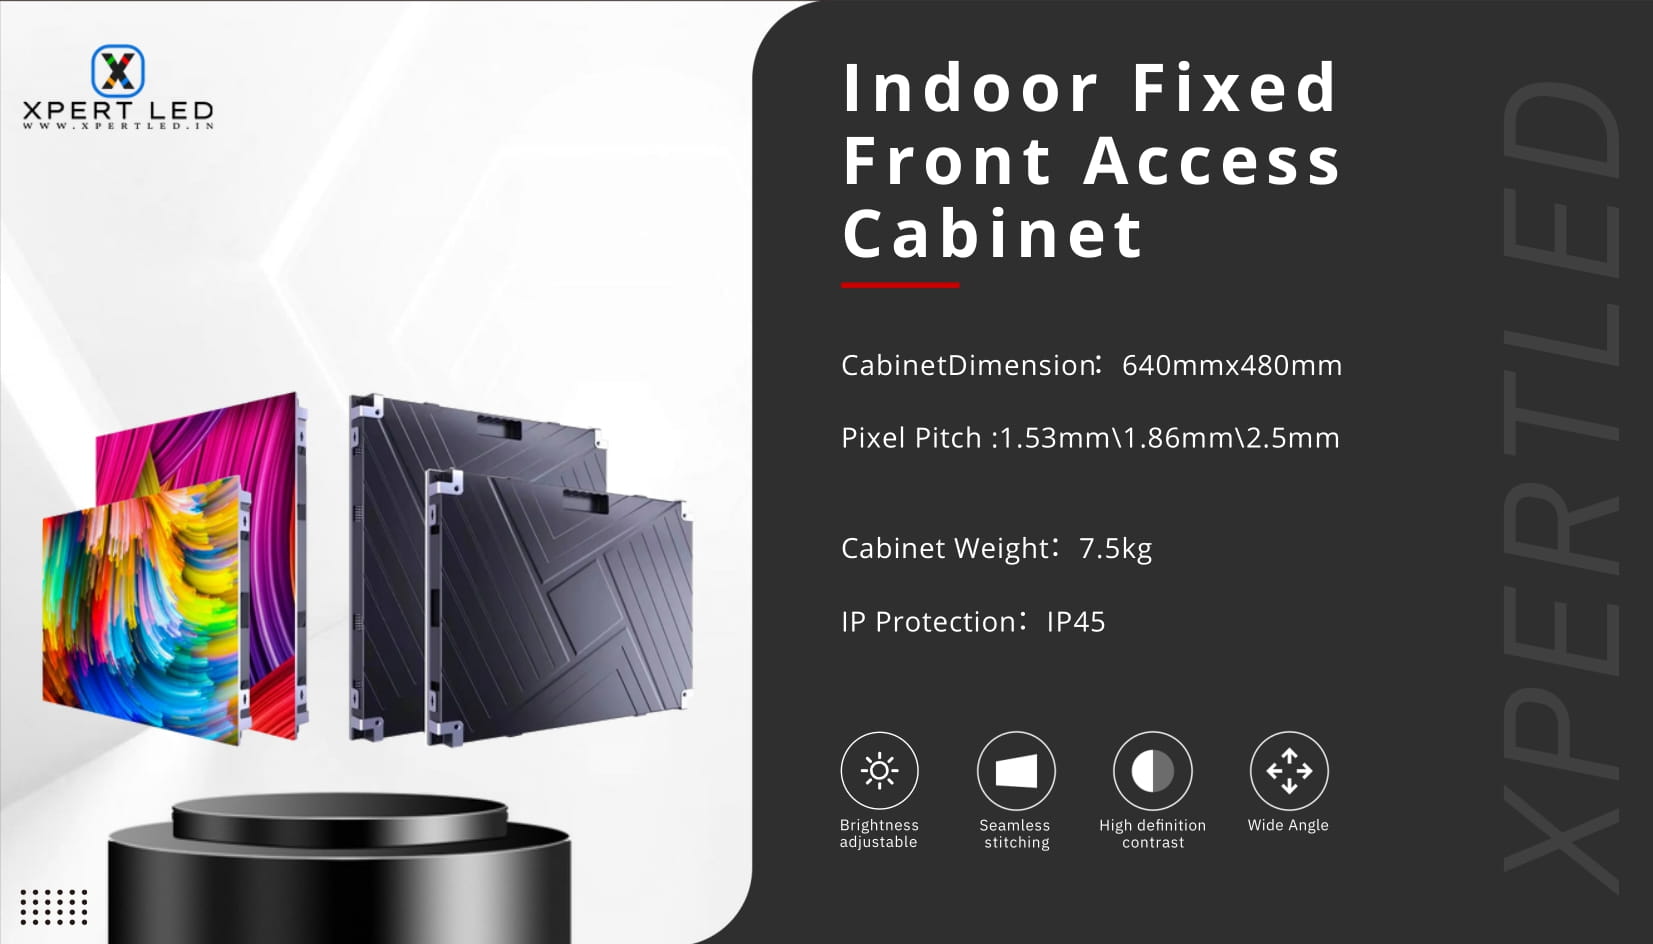 XPERT LED
WWW.XPERTLED.IN
Indoor Fixed
Front Access
Cabinet
CabinetDimension：640mmx480mm
Pixel Pitch :1.53mm\1.86mm\2.5mm
Cabinet Weight：7.5kg
IP Protection：IP45
Brightness
adjustable
Seamless
stitching
High definition
contrast
Wide Angle
XPERTLED